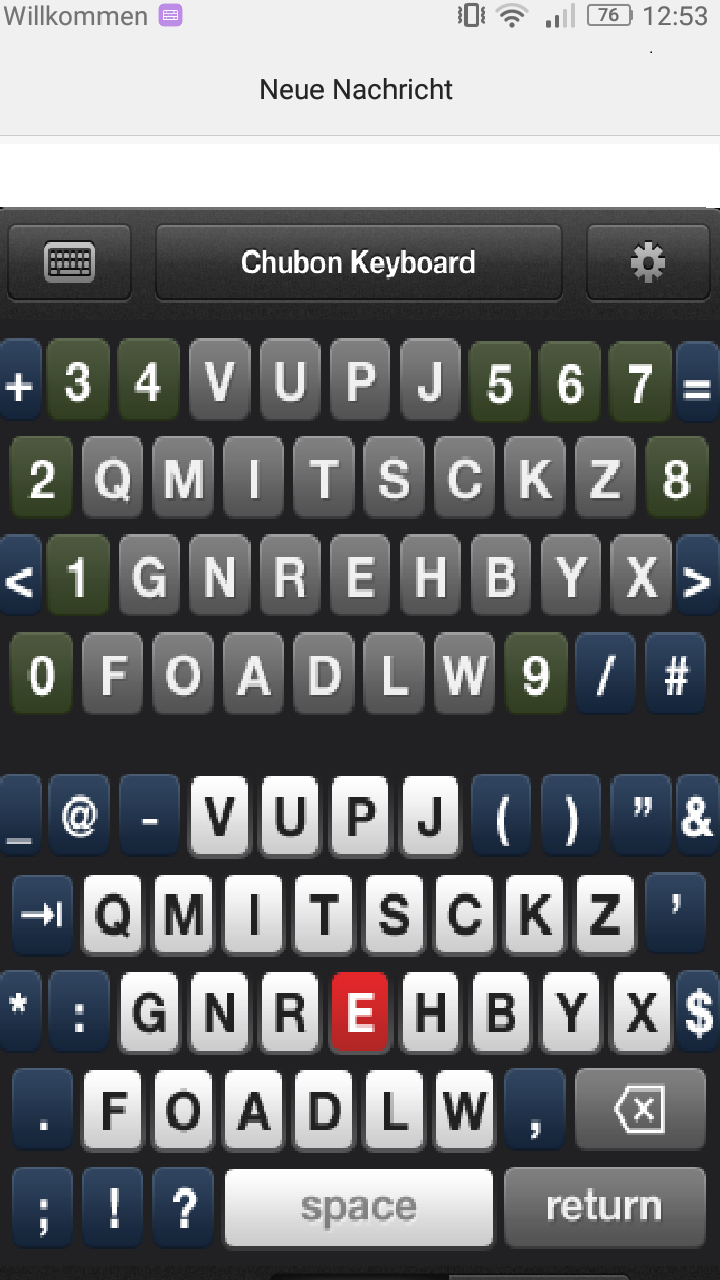 Willkommen 76 12:53
Neue Nachricht
Chubon Keyboard
+ 3 4 V U P J 5 6 7 =
2 Q M I T S C K Z 8
< 1 G N R E H B Y X >
0 F O A D L W 9 / #
_ @ - V U P J ( ) ” &
Q M I T S C K Z ’
* : G N R E H B Y X $
. F O A D L W ,
; ! ? space return